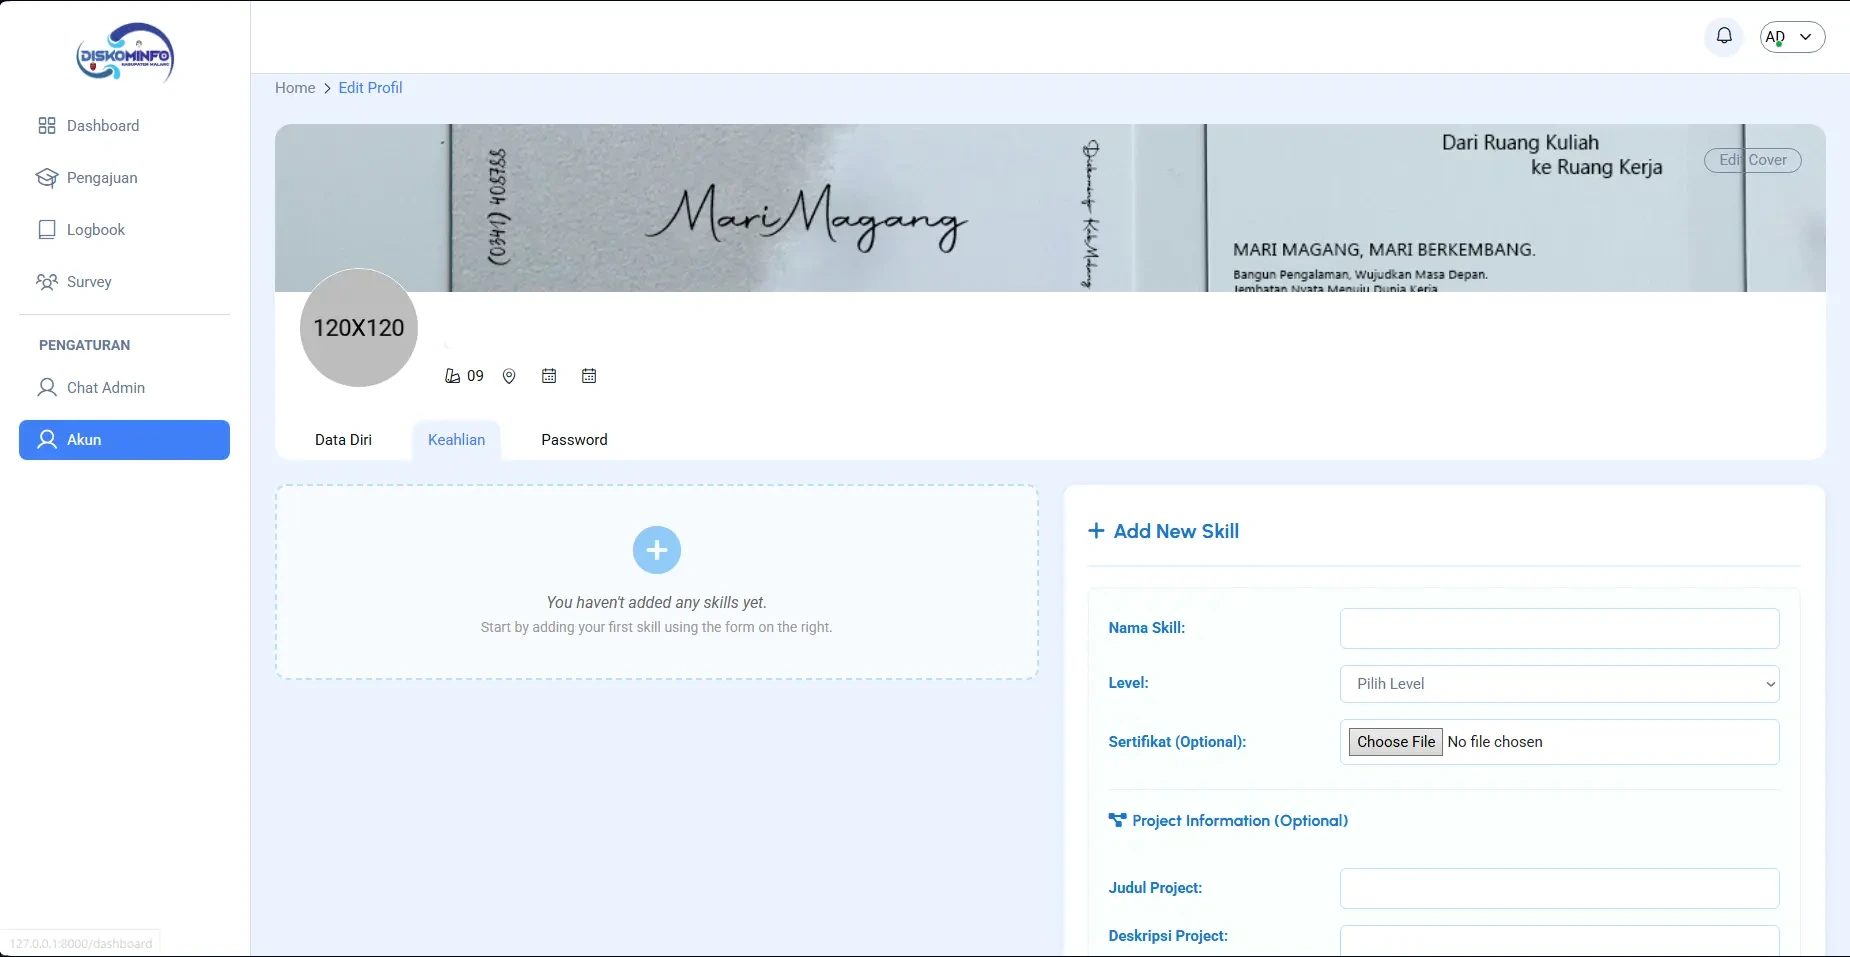 DISKOMINFO
KABUPATEN MALANG
Dashboard
Pengajuan
Logbook
Survey
PENGATURAN
Chat Admin
Akun
127.0.0.1:8000/dashboard
AD
Home > Edit Profil
(0341) 408788
MariMagang
Diskominfo Kab.Malang
Dari Ruang Kuliah
ke Ruang Kerja
Edit Cover
MARI MAGANG, MARI BERKEMBANG.
Bangun Pengalaman, Wujudkan Masa Depan.
Jembatan Nyata Menuju Dunia Kerja
120X120
09
Data Diri
Keahlian
Password
You haven't added any skills yet.
Start by adding your first skill using the form on the right.
Add New Skill
Nama Skill:
Level:
Pilih Level
Sertifikat (Optional):
Choose File No file chosen
Project Information (Optional)
Judul Project:
Deskripsi Project: